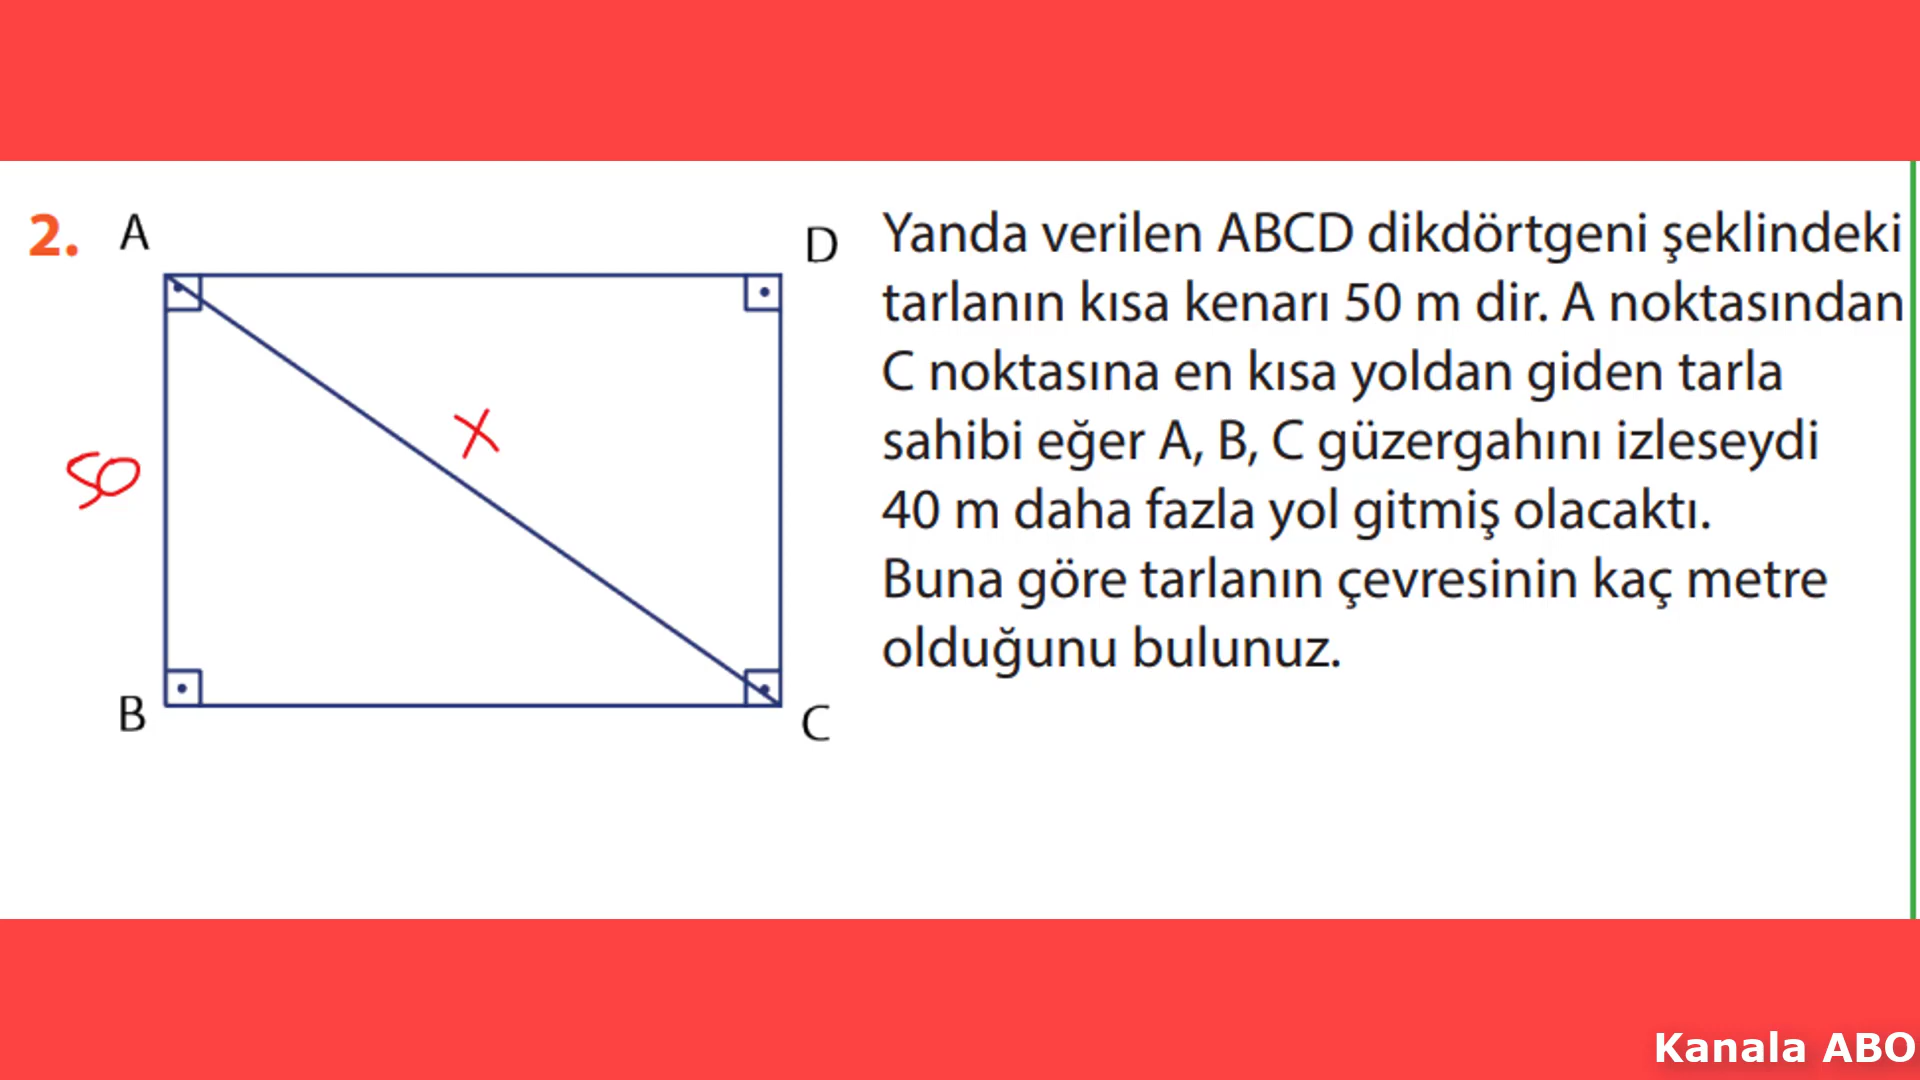 2.
A
D
50
x
B
C
Yanda verilen ABCD dikdörtgeni şeklindeki
tarlanın kısa kenarı 50 m dir. A noktasından
C noktasına en kısa yoldan giden tarla
sahibi eğer A, B, C güzergahını izleseydi
40 m daha fazla yol gitmiş olacaktı.
Buna göre tarlanın çevresinin kaç metre
olduğunu bulunuz.
Kanala ABO